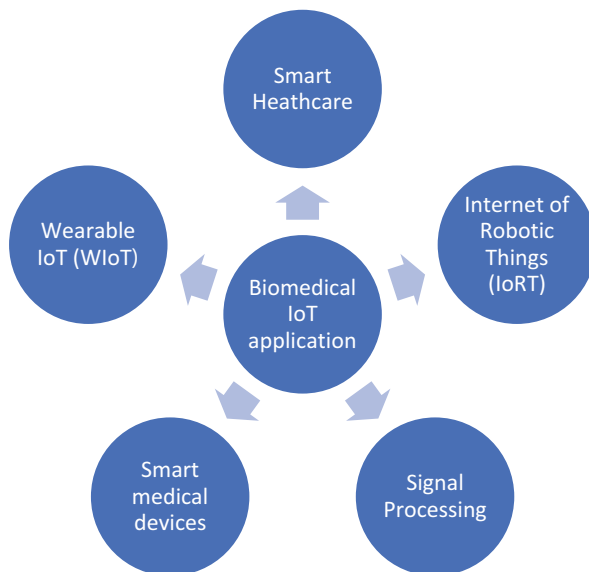 Smart
Heathcare
Wearable
IoT (WIoT)
Internet of
Robotic
Things
(IoRT)
Biomedical
IoT
application
Smart
medical
devices
Signal
Processing